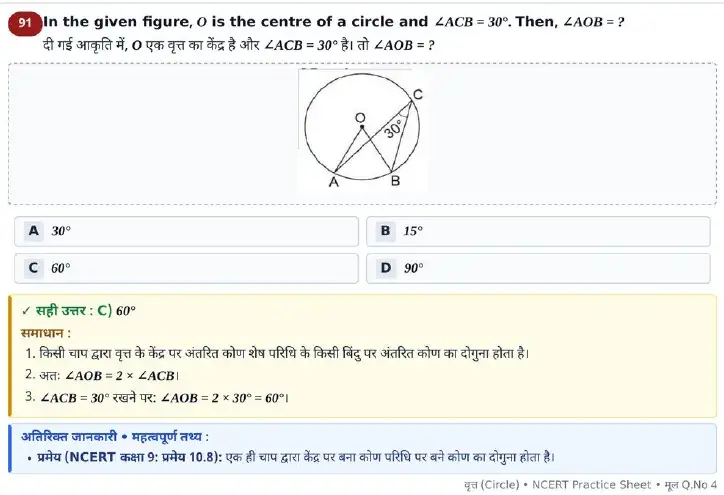 91 In the given figure, O is the centre of a circle and ∠ACB = 30°. Then, ∠AOB = ?
दी गई आकृति में, O एक वृत्त का केंद्र है और ∠ACB = 30° है। तो ∠AOB = ?
C
O
30°
A B
A 30°
B 15°
C 60°
D 90°
✓ सही उत्तर : C) 60°
समाधान :
1. किसी चाप द्वारा वृत्त के केंद्र पर अंतरित कोण शेष परिधि के किसी बिंदु पर अंतरित कोण का दोगुना होता है।
2. अतः ∠AOB = 2 × ∠ACB।
3. ∠ACB = 30° रखने पर: ∠AOB = 2 × 30° = 60°।
अतिरिक्त जानकारी • महत्वपूर्ण तथ्य :
• प्रमेय (NCERT कक्षा 9: प्रमेय 10.8): एक ही चाप द्वारा केंद्र पर बना कोण परिधि पर बने कोण का दोगुना होता है।
वृत्त (Circle) • NCERT Practice Sheet • मूल Q.No 4